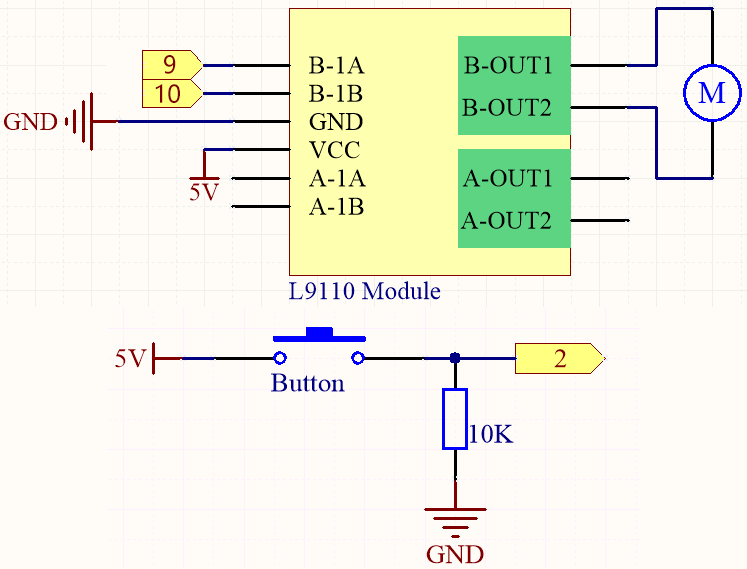 9
B-1A
B-OUT1
10
B-1B
B-OUT2
M
GND
GND
VCC
5V
A-1A
A-OUT1
A-1B
A-OUT2
L9110 Module
5V
Button
2
10K
GND